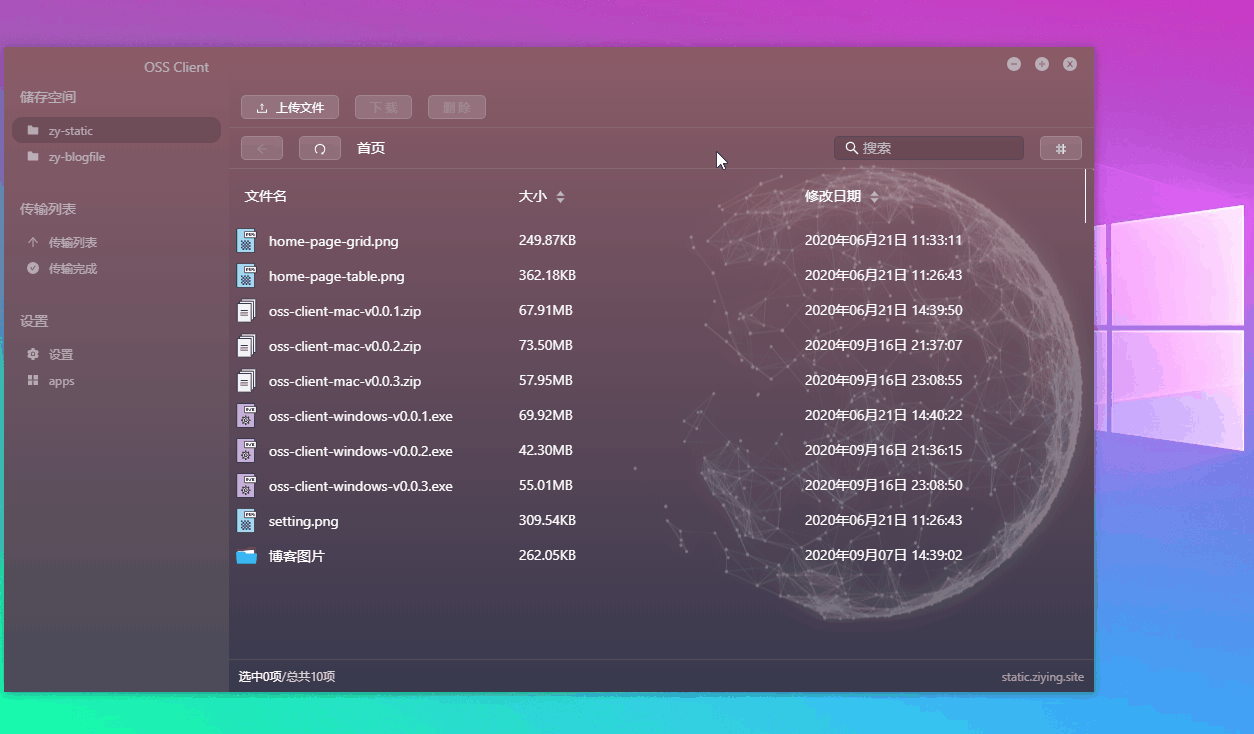 OSS Client
储存空间
zy-static
zy-blogfile
传输列表
传输列表
传输完成
设置
设置
apps
上传文件 下载 删除
首页 搜索
文件名 大小 修改日期
home-page-grid.png 249.87KB 2020年06月21日 11:33:11
home-page-table.png 362.18KB 2020年06月21日 11:26:43
oss-client-mac-v0.0.1.zip 67.91MB 2020年06月21日 14:39:50
oss-client-mac-v0.0.2.zip 73.50MB 2020年09月16日 21:37:07
oss-client-mac-v0.0.3.zip 57.95MB 2020年09月16日 23:08:55
oss-client-windows-v0.0.1.exe 69.92MB 2020年06月21日 14:40:22
oss-client-windows-v0.0.2.exe 42.30MB 2020年09月16日 21:36:15
oss-client-windows-v0.0.3.exe 55.01MB 2020年09月16日 23:08:50
setting.png 309.54KB 2020年06月21日 11:26:43
博客图片 262.05KB 2020年09月07日 14:39:02
选中0项/总共10项 static.ziying.site